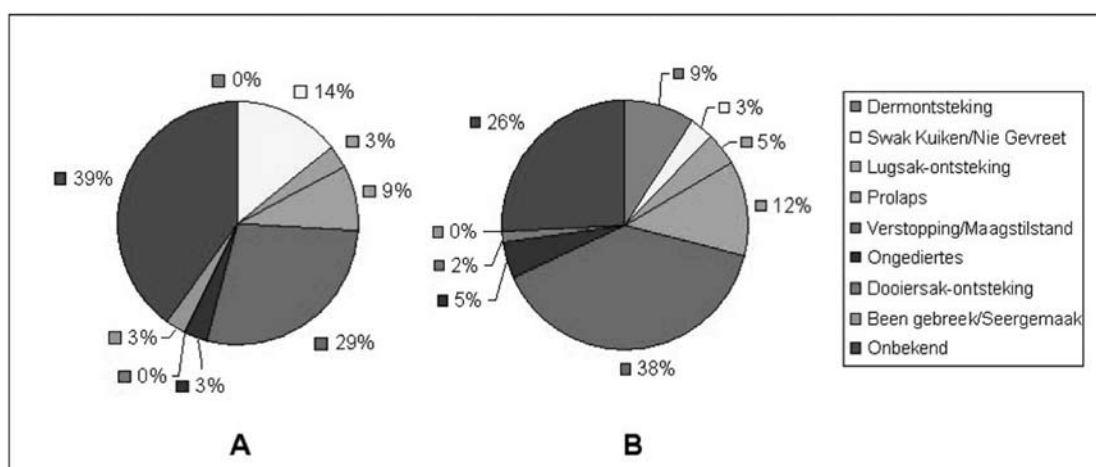 0%
14%
3%
9%
29%
3%
0%
3%
39%
A
9%
3%
5%
12%
38%
5%
2%
0%
26%
B
Dermontsteking
Swak Kuiken/Nie Gevreet
Lugsak-ontsteking
Prolaps
Verstopping/Maagstilstand
Ongediertes
Dooiersak-ontsteking
Been gebreek/Seergemaak
Onbekend